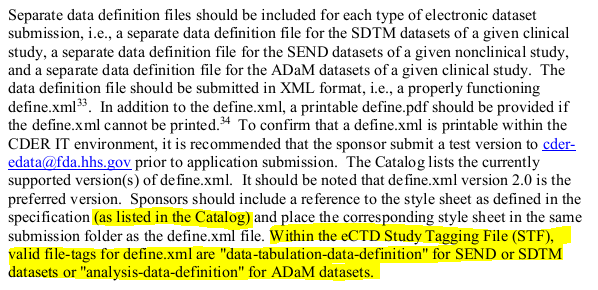 Separate data definition files should be included for each type of electronic dataset
submission, i.e., a separate data definition file for the SDTM datasets of a given clinical
study, a separate data definition file for the SEND datasets of a given nonclinical study,
and a separate data definition file for the ADaM datasets of a given clinical study. The
data definition file should be submitted in XML format, i.e., a properly functioning
define.xml33. In addition to the define.xml, a printable define.pdf should be provided if
the define.xml cannot be printed.34 To confirm that a define.xml is printable within the
CDER IT environment, it is recommended that the sponsor submit a test version to cder-
edata@fda.hhs.gov prior to application submission. The Catalog lists the currently
supported version(s) of define.xml. It should be noted that define.xml version 2.0 is the
preferred version. Sponsors should include a reference to the style sheet as defined in the
specification (as listed in the Catalog) and place the corresponding style sheet in the same
submission folder as the define.xml file. Within the eCTD Study Tagging File (STF),
valid file-tags for define.xml are "data-tabulation-data-definition" for SEND or SDTM
datasets or "analysis-data-definition" for ADaM datasets.